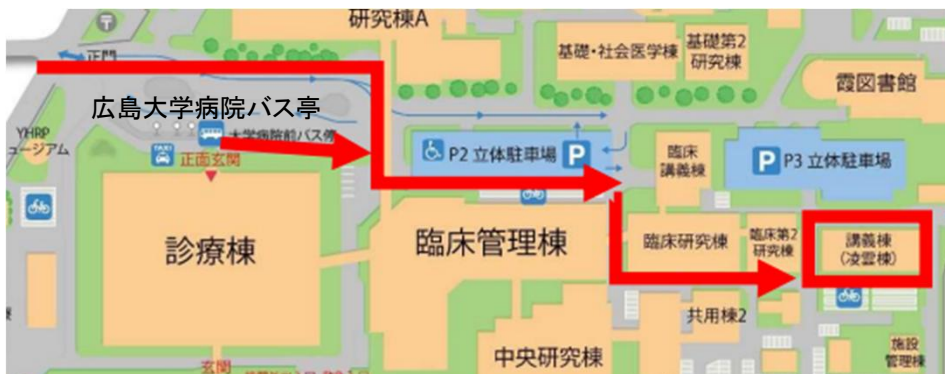 研究棟A
正門
基礎・社会医学棟
基礎第2
研究棟
霞図書館
広島大学病院バス亭
大学病院前バス停
YHRP
ュージアム
TAXI
正面玄関
P2 立体駐車場 P
臨床
講義棟
P P3 立体駐車場
診療棟
臨床管理棟
臨床研究棟
臨床第2
研究棟
講義棟
(凌雲棟)
共用棟2
中央研究棟
玄関
施設
管理棟